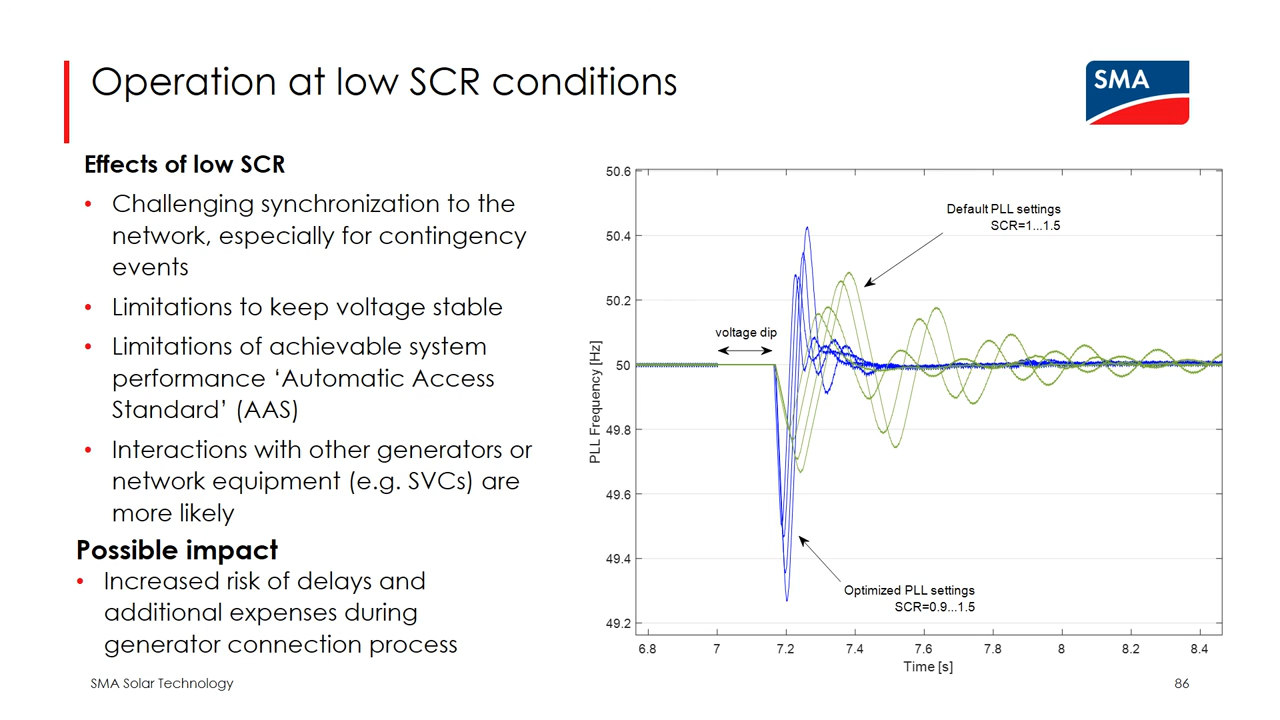 Operation at low SCR conditions
SMA
Effects of low SCR
• Challenging synchronization to the
network, especially for contingency
events
• Limitations to keep voltage stable
• Limitations of achievable system
performance ‘Automatic Access
Standard’ (AAS)
• Interactions with other generators or
network equipment (e.g. SVCs) are
more likely
Possible impact
• Increased risk of delays and
additional expenses during
generator connection process
PLL Frequency [Hz]
50.6
50.4
50.2
50
49.8
49.6
49.4
49.2
Default PLL settings
SCR=1...1.5
voltage dip
Optimized PLL settings
SCR=0.9...1.5
6.8 7 7.2 7.4 7.6 7.8 8 8.2 8.4
Time [s]
SMA Solar Technology
86